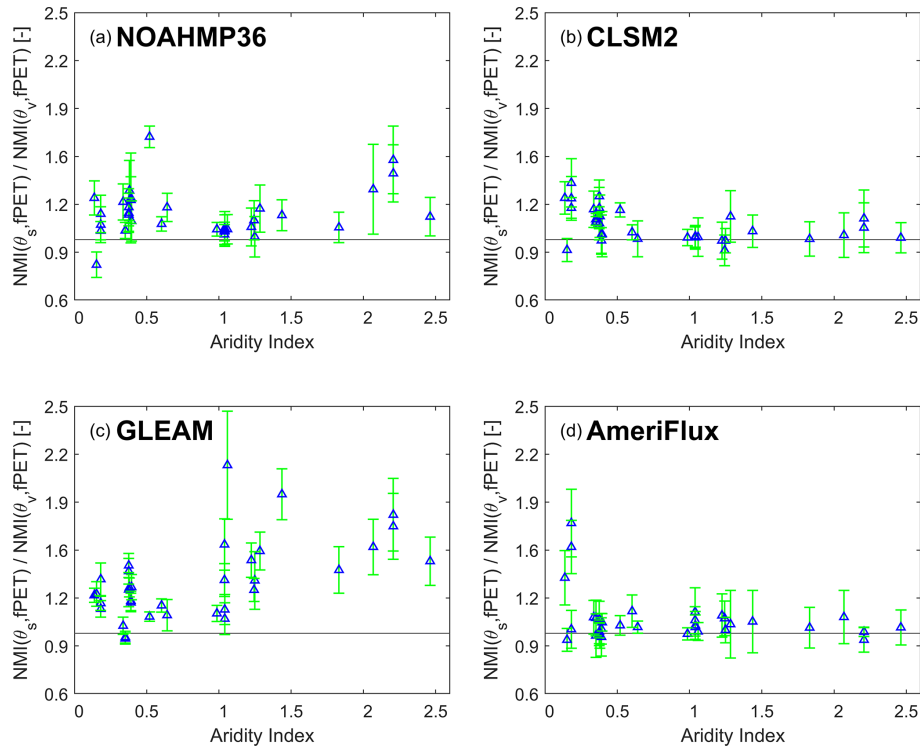 (a) NOAHMP36
NMI(θs,fPET) / NMI(θv,fPET) [-]
2.5
2.2
1.9
1.6
1.2
0.9
0.6
0 0.5 1 1.5 2 2.5
Aridity Index
(b) CLSM2
NMI(θs,fPET) / NMI(θv,fPET) [-]
2.5
2.2
1.9
1.6
1.2
0.9
0.6
0 0.5 1 1.5 2 2.5
Aridity Index
(c) GLEAM
NMI(θs,fPET) / NMI(θv,fPET) [-]
2.5
2.2
1.9
1.6
1.2
0.9
0.6
0 0.5 1 1.5 2 2.5
Aridity Index
(d) AmeriFlux
NMI(θs,fPET) / NMI(θv,fPET) [-]
2.5
2.2
1.9
1.6
1.2
0.9
0.6
0 0.5 1 1.5 2 2.5
Aridity Index